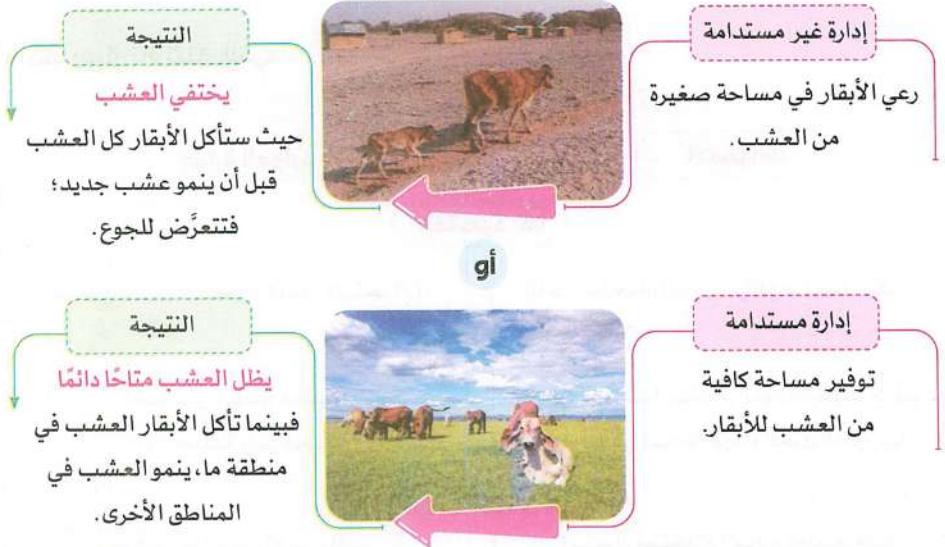 إدارة غير مستدامة
رعي الأبقار في مساحة صغيرة
من العشب.
النتيجة
يختفي العشب
حيث ستأكل الأبقار كل العشب
قبل أن ينمو عشب جديد؛
فتتعرَّض للجوع.
أو
إدارة مستدامة
توفير مساحة كافية
من العشب للأبقار.
النتيجة
يظل العشب متاحًا دائمًا
فبينما تأكل الأبقار العشب في
منطقة ما، ينمو العشب في
المناطق الأخرى.